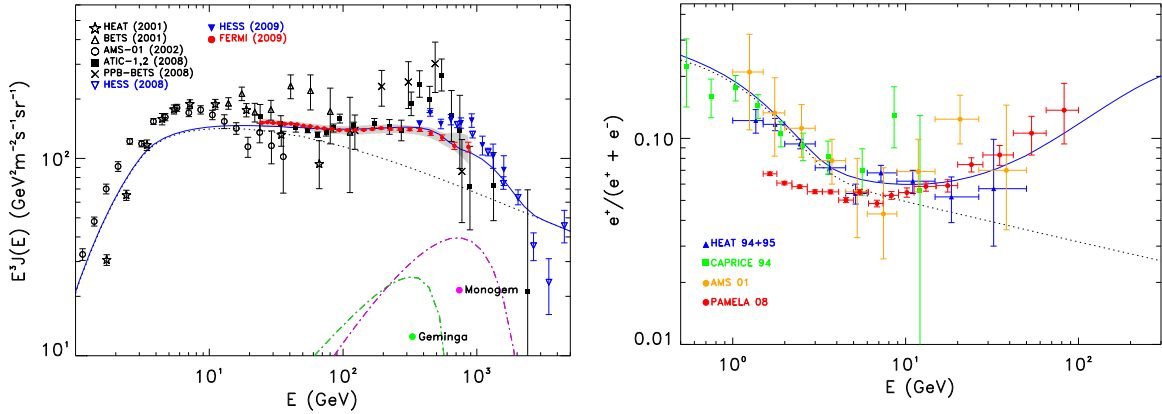 HEAT (2001)
BETS (2001)
AMS-01 (2002)
ATIC-1,2 (2008)
PPB-BETS (2008)
HESS (2008)
HESS (2009)
FERMI (2009)
E³J(E) (GeV²m⁻²s⁻¹sr⁻¹)
10³
10²
10¹
Monogem
Geminga
10¹
10²
10³
E (GeV)
e⁺/(e⁺ + e⁻)
0.10
0.01
HEAT 94+95
CAPRICE 94
AMS 01
PAMELA 08
10⁰
10¹
10²
E (GeV)